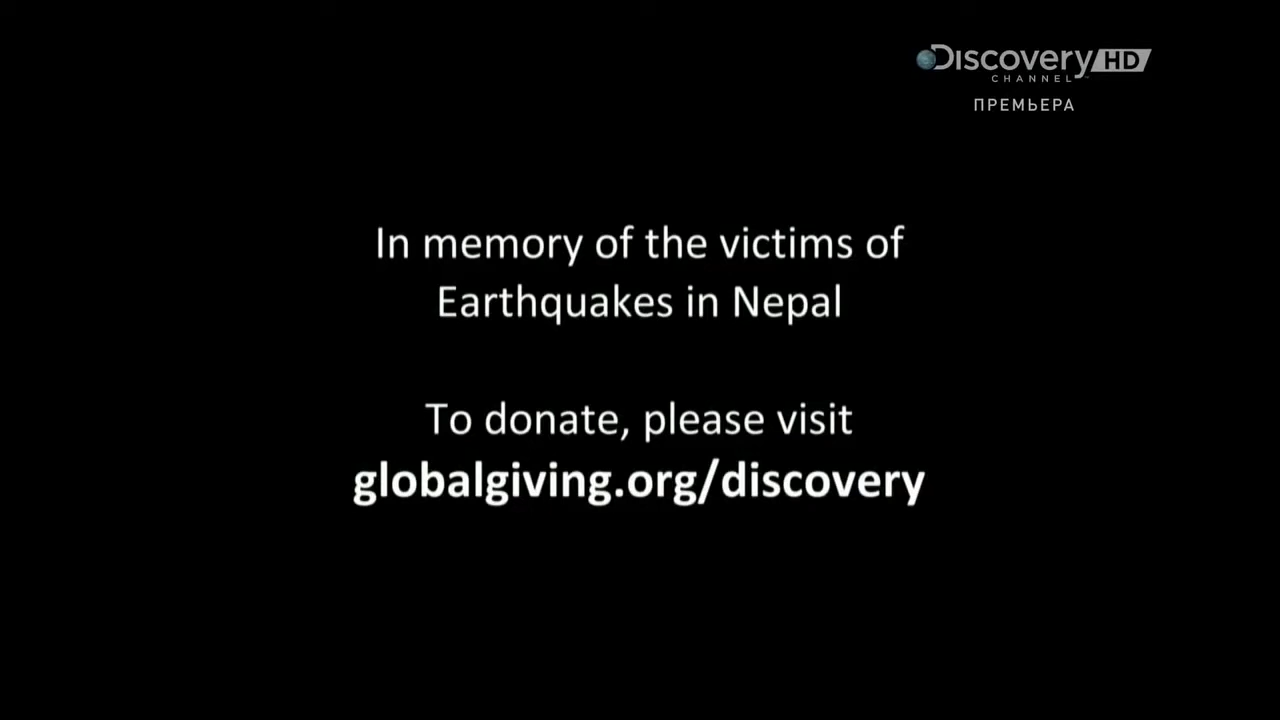 Discovery HD
CHANNEL
ПРЕМЬЕРА
In memory of the victims of
Earthquakes in Nepal
To donate, please visit
globalgiving.org/discovery